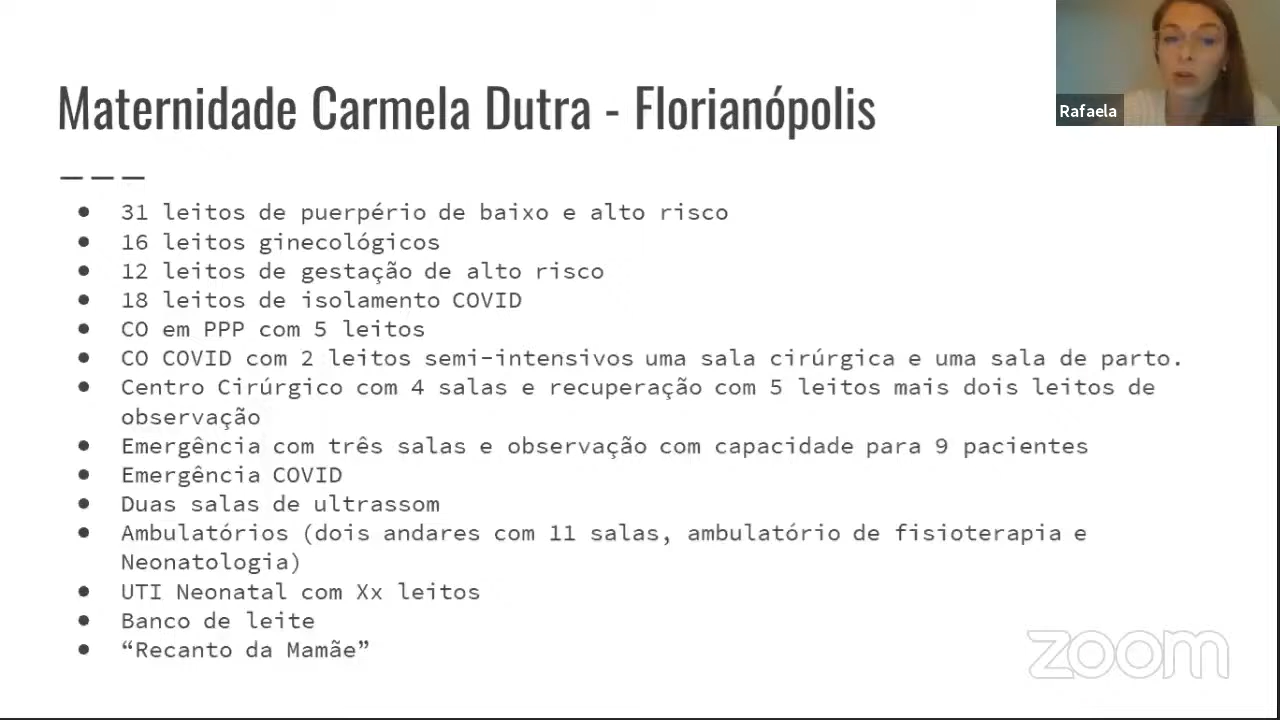 Maternidade Carmela Dutra - Florianópolis
Rafaela
● 31 leitos de puerpério de baixo e alto risco
● 16 leitos ginecológicos
● 12 leitos de gestação de alto risco
● 18 leitos de isolamento COVID
● CO em PPP com 5 leitos
● CO COVID com 2 leitos semi-intensivos uma sala cirúrgica e uma sala de parto.
● Centro Cirúrgico com 4 salas e recuperação com 5 leitos mais dois leitos de
observação
● Emergência com três salas e observação com capacidade para 9 pacientes
● Emergência COVID
● Duas salas de ultrassom
● Ambulatórios (dois andares com 11 salas, ambulatório de fisioterapia e
Neonatologia)
● UTI Neonatal com Xx leitos
● Banco de leite
● “Recanto da Mamãe”
zoom